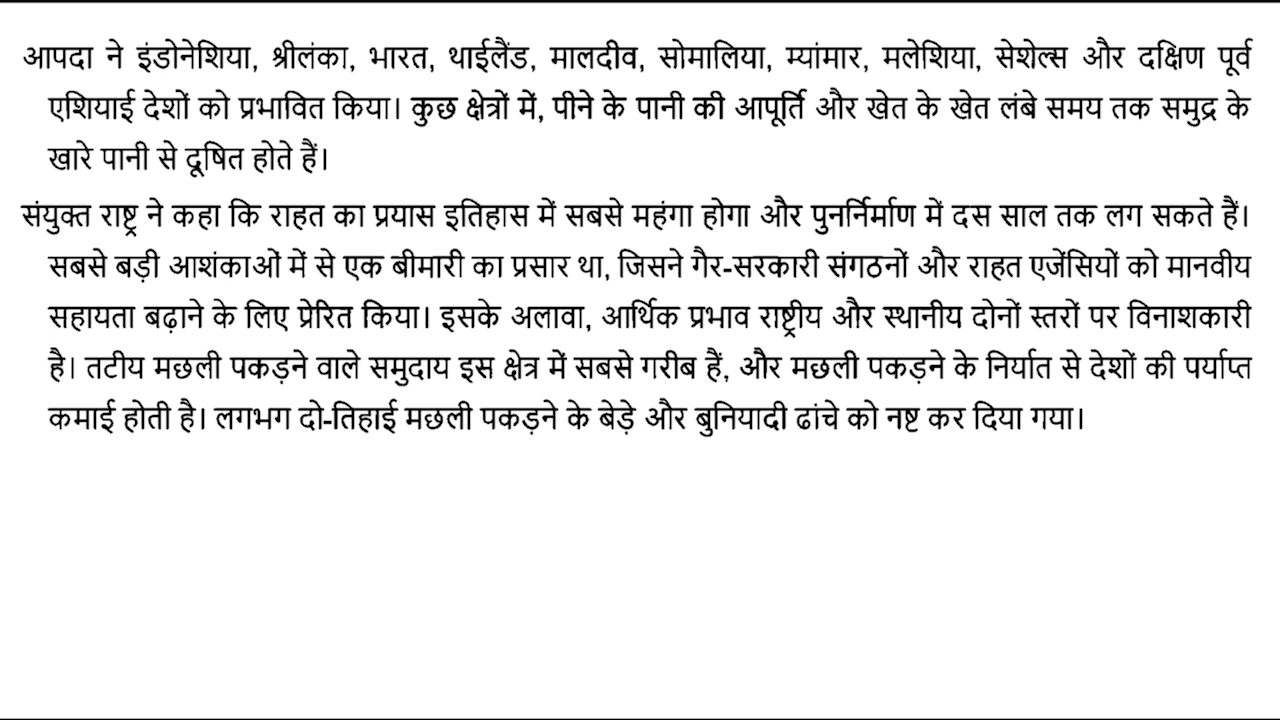 आपदा ने इंडोनेशिया, श्रीलंका, भारत, थाईलैंड, मालदीव, सोमालिया, म्यांमार, मलेशिया, सेशेल्स और दक्षिण पूर्व
एशियाई देशों को प्रभावित किया। कुछ क्षेत्रों में, पीने के पानी की आपूर्ति और खेत के खेत लंबे समय तक समुद्र के
खारे पानी से दूषित होते हैं।
संयुक्त राष्ट्र ने कहा कि राहत का प्रयास इतिहास में सबसे महंगा होगा और पुनर्निर्माण में दस साल तक लग सकते हैं।
सबसे बड़ी आशंकाओं में से एक बीमारी का प्रसार था, जिसने गैर-सरकारी संगठनों और राहत एजेंसियों को मानवीय
सहायता बढ़ाने के लिए प्रेरित किया। इसके अलावा, आर्थिक प्रभाव राष्ट्रीय और स्थानीय दोनों स्तरों पर विनाशकारी
है। तटीय मछली पकड़ने वाले समुदाय इस क्षेत्र में सबसे गरीब हैं, और मछली पकड़ने के निर्यात से देशों की पर्याप्त
कमाई होती है। लगभग दो-तिहाई मछली पकड़ने के बेड़े और बुनियादी ढांचे को नष्ट कर दिया गया।